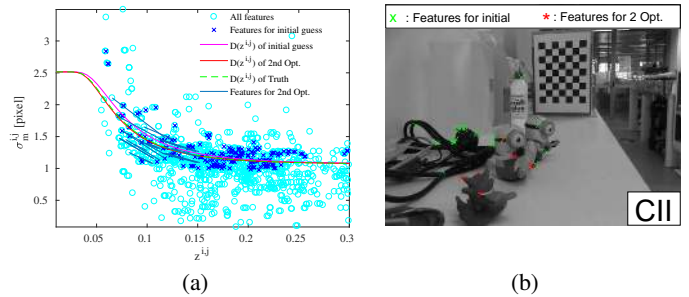 All features
Features for initial guess
D(z^{i,j}) of initial guess
D(z^{i,j}) of 2nd Opt.
D(z^{i,j}) of Truth
Features for 2nd Opt.
3.5
3
2.5
2
1.5
1
0.5
σ_m^{i,j} [pixel]
0.05 0.1 0.15 0.2 0.25 0.3
z^{i,j}
(a)
x : Features for initial * : Features for 2 Opt.
CII
(b)